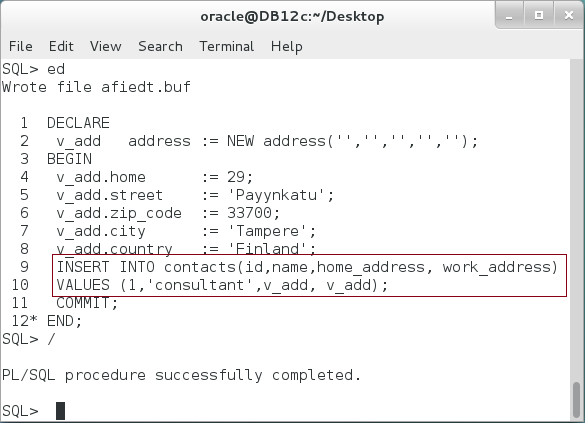 oracle@DB12c:~/Desktop
File Edit View Search Terminal Help
SQL> ed
Wrote file afiedt.buf
1 DECLARE
2 v_add address := NEW address('','','','','');
3 BEGIN
4 v_add.home := 29;
5 v_add.street := 'Payynkatu';
6 v_add.zip_code := 33700;
7 v_add.city := 'Tampere';
8 v_add.country := 'Finland';
9 INSERT INTO contacts(id,name,home_address, work_address)
10 VALUES (1,'consultant',v_add, v_add);
11 COMMIT;
12* END;
SQL> /
PL/SQL procedure successfully completed.
SQL>